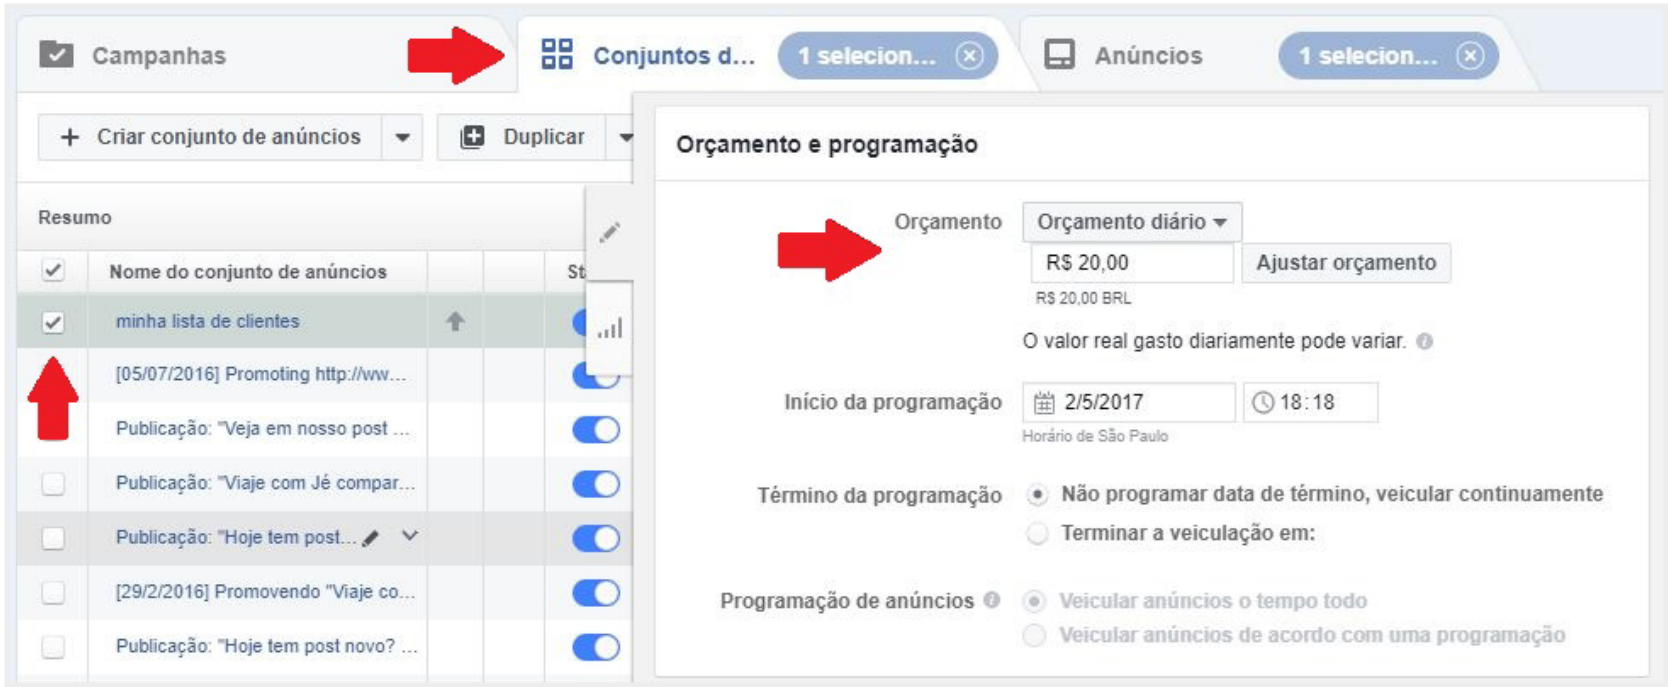 Campanhas
Conjuntos d...
1 selecion...
Anúncios
1 selecion...
+ Criar conjunto de anúncios
Duplicar
Resumo
Nome do conjunto de anúncios
St
minha lista de clientes
[05/07/2016] Promoting http://ww...
Publicação: "Veja em nosso post ...
Publicação: "Viaje com Jé compar...
Publicação: "Hoje tem post...
[29/2/2016] Promovendo "Viaje co...
Publicação: "Hoje tem post novo? ...
Orçamento e programação
Orçamento
Orçamento diário
R$ 20,00
Ajustar orçamento
R$ 20,00 BRL
O valor real gasto diariamente pode variar.
Início da programação
2/5/2017
18:18
Horário de São Paulo
Término da programação
Não programar data de término, veicular continuamente
Terminar a veiculação em:
Programação de anúncios
Veicular anúncios o tempo todo
Veicular anúncios de acordo com uma programação